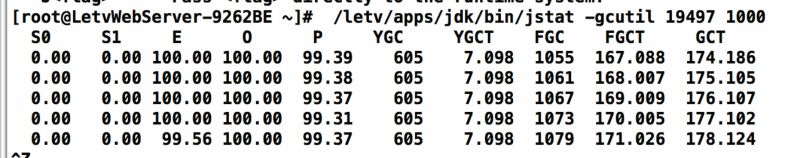 [root@LetvWebServer-9262BE ~]# /letv/apps/jdk/bin/jstat -gcutil 19497 1000
S0 S1 E O P YGC YGCT FGC FGCT GCT
0.00 0.00 100.00 100.00 99.39 605 7.098 1055 167.088 174.186
0.00 0.00 100.00 100.00 99.38 605 7.098 1061 168.007 175.105
0.00 0.00 100.00 100.00 99.37 605 7.098 1067 169.009 176.107
0.00 0.00 100.00 100.00 99.31 605 7.098 1073 170.005 177.102
0.00 0.00 99.56 100.00 99.37 605 7.098 1079 171.026 178.124